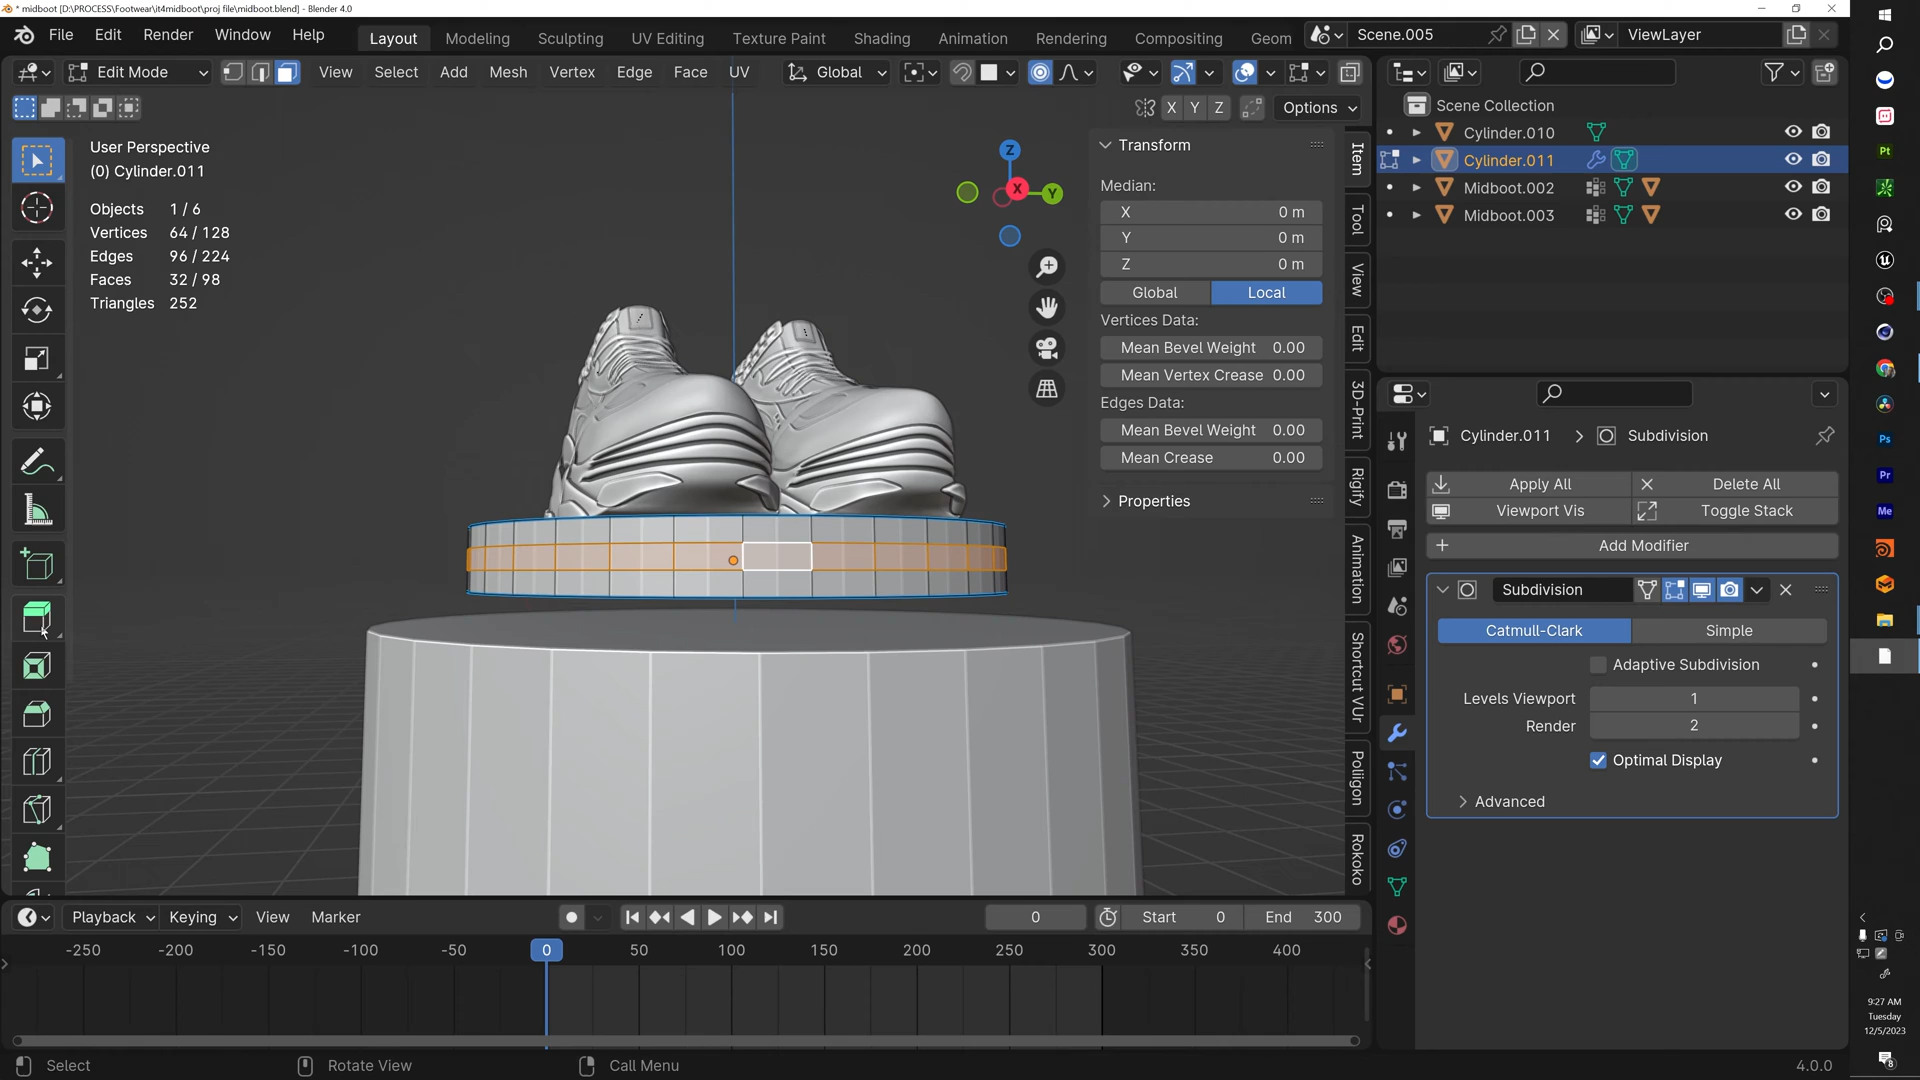 * midboot [D:\PROCESS\Footwear\it4midboot\proj file\midboot.blend] - Blender 4.0
File Edit Render Window Help
Layout Modeling Sculpting UV Editing Texture Paint Shading Animation Rendering Compositing Geom
Scene.005
ViewLayer
Edit Mode
View Select Add Mesh Vertex Edge Face UV
Global
X Y Z
Options
User Perspective
(0) Cylinder.011
Objects 1 / 6
Vertices 64 / 128
Edges 96 / 224
Faces 32 / 98
Triangles 252
Z
X
Y
Transform
Median:
X 0 m
Y 0 m
Z 0 m
Global Local
Vertices Data:
Mean Bevel Weight 0.00
Mean Vertex Crease 0.00
Edges Data:
Mean Bevel Weight 0.00
Mean Crease 0.00
Properties
Item
Tool
View
Edit
3D-Print
Rigify
Animation
Shortcut VUr
Poliigon
Rokoko
Scene Collection
Cylinder.010
Cylinder.011
Midboot.002
Midboot.003
Cylinder.011 > Subdivision
Apply All
Delete All
Viewport Vis
Toggle Stack
Add Modifier
Subdivision
Catmull-Clark
Simple
Adaptive Subdivision
Levels Viewport 1
Render 2
Optimal Display
Advanced
Playback Keying View Marker
0
Start 0
End 300
-250 -200 -150 -100 -50 0 50 100 150 200 250 300 350 400
Select
Rotate View
Call Menu
4.0.0
Pt
Ps
Pr
Me
9:27 AM
Tuesday
12/5/2023
8